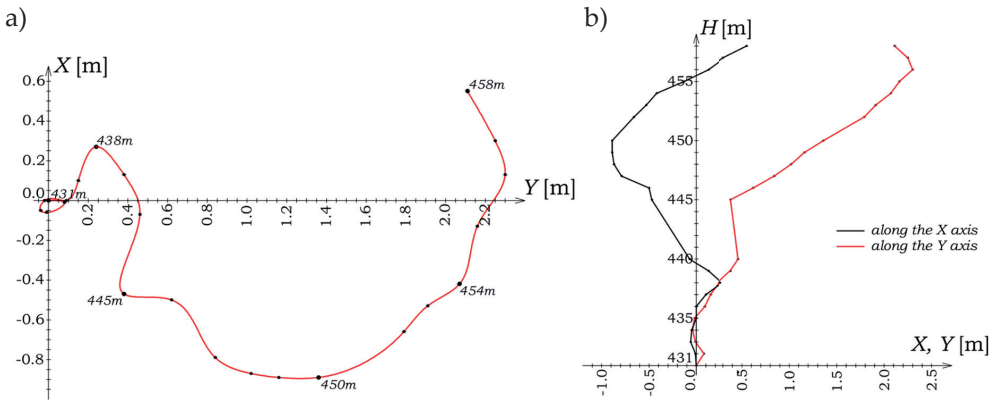 a)
X [m]
0.6
0.4
0.2
0.0
-0.2
-0.4
-0.6
-0.8
458m
438m
431m
445m
454m
450m
0.2
0.4
0.6
0.8
1.0
1.2
1.4
1.6
1.8
2.0
2.2
Y [m]
b)
H [m]
455
450
445
440
435
431
along the X axis
along the Y axis
X, Y [m]
-1.0
-0.5
0.0
0.5
1.0
1.5
2.0
2.5